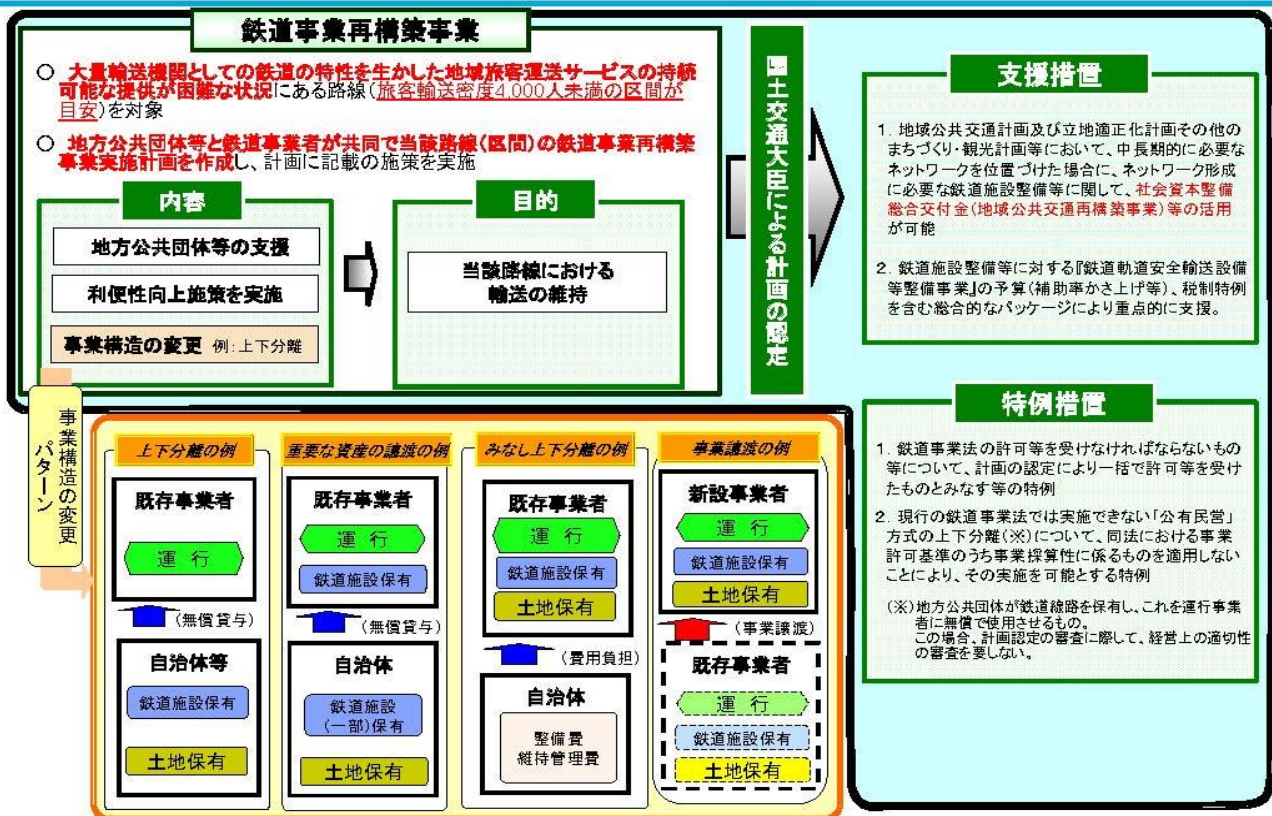 鉄道事業再構築事業
○ 大量輸送機関としての鉄道の特性を生かした地域旅客運送サービスの持続
可能な提供が困難な状況にある路線(旅客輸送密度4,000人未満の区間が
目安)を対象
○ 地方公共団体等と鉄道事業者が共同で当該路線(区間)の鉄道事業再構築
事業実施計画を作成し、計画に記載の施策を実施
内容
地方公共団体等の支援
利便性向上施策を実施
事業構造の変更 例:上下分離
目的
当該路線における
輸送の維持
国土交通大臣による計画の認定
支援措置
1. 地域公共交通計画及び立地適正化計画その他の
まちづくり・観光計画等において、中長期的に必要な
ネットワークを位置づけた場合に、ネットワーク形成
に必要な鉄道施設整備等に関して、社会資本整備
総合交付金(地域公共交通再構築事業)等の活用
が可能
2. 鉄道施設整備等に対する『鉄道軌道安全輸送設備
等整備事業』の予算(補助率かさ上げ等)、税制特例
を含む総合的なパッケージにより重点的に支援。
特例措置
1. 鉄道事業法の許可等を受けなければならないもの
等について、計画の認定により一括で許可等を受け
たものとみなす等の特例
2. 現行の鉄道事業法では実施できない「公有民営」
方式の上下分離(※)について、同法における事業
許可基準のうち事業採算性に係るものを適用しない
ことにより、その実施を可能とする特例
(※)地方公共団体が鉄道線路を保有し、これを運行事業
者に無償で使用させるもの。
この場合、計画認定の審査に際して、経営上の適切性
の審査を要しない。
事業構造の変更
パターン
上下分離の例
既存事業者
運 行
(無償貸与)
自治体等
鉄道施設保有
土地保有
重要な資産の譲渡の例
既存事業者
運 行
鉄道施設保有
(無償貸与)
自治体
鉄道施設
(一部)保有
土地保有
みなし上下分離の例
既存事業者
運 行
鉄道施設保有
土地保有
(費用負担)
自治体
整備費
維持管理費
事業譲渡の例
新設事業者
運 行
鉄道施設保有
土地保有
(事業譲渡)
既存事業者
運 行
鉄道施設保有
土地保有